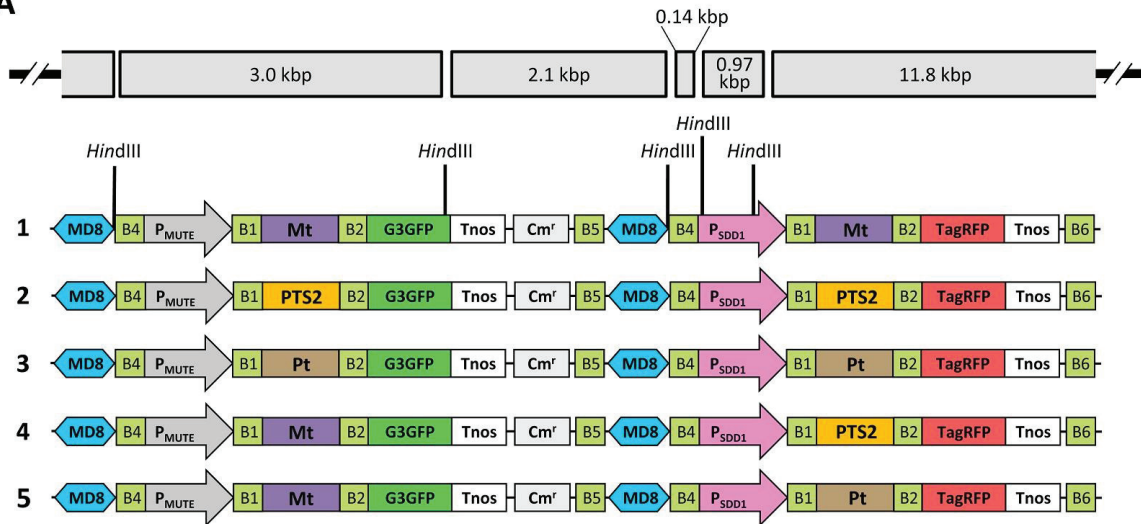 A
0.14 kbp
3.0 kbp 2.1 kbp 0.97 kbp 11.8 kbp
HindIII
HindIII HindIII HindIII HindIII
1 MD8 B4 PMUTE B1 Mt B2 G3GFP Tnos Cmr B5 MD8 B4 PSDD1 B1 Mt B2 TagRFP Tnos B6
2 MD8 B4 PMUTE B1 PTS2 B2 G3GFP Tnos Cmr B5 MD8 B4 PSDD1 B1 PTS2 B2 TagRFP Tnos B6
3 MD8 B4 PMUTE B1 Pt B2 G3GFP Tnos Cmr B5 MD8 B4 PSDD1 B1 Pt B2 TagRFP Tnos B6
4 MD8 B4 PMUTE B1 Mt B2 G3GFP Tnos Cmr B5 MD8 B4 PSDD1 B1 PTS2 B2 TagRFP Tnos B6
5 MD8 B4 PMUTE B1 Mt B2 G3GFP Tnos Cmr B5 MD8 B4 PSDD1 B1 Pt B2 TagRFP Tnos B6